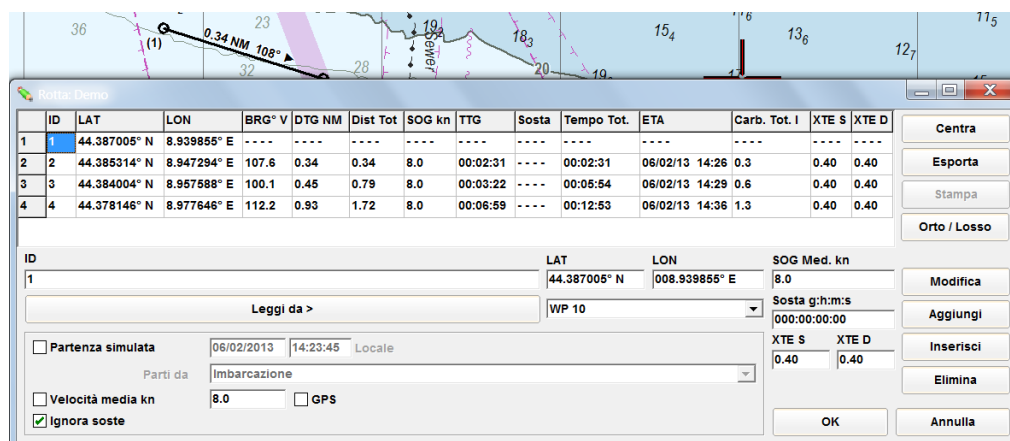 36
23
19₂
18₃
15₄
16
13₆
11₅
12₇
(1)
0.34 NM 108° ►
Sewer
32
28
20
19
17
Rotta: Demo
ID LAT LON BRG° V DTG NM Dist Tot SOG kn TTG Sosta Tempo Tot. ETA Carb. Tot. l XTE S XTE D
1 1 44.387005° N 8.939855° E ---- ---- ---- ---- ---- ---- ---- ---- ---- ---- ----
2 2 44.385314° N 8.947294° E 107.6 0.34 0.34 8.0 00:02:31 ---- 00:02:31 06/02/13 14:26 0.3 0.40 0.40
3 3 44.384004° N 8.957588° E 100.1 0.45 0.79 8.0 00:03:22 ---- 00:05:54 06/02/13 14:29 0.6 0.40 0.40
4 4 44.378146° N 8.977646° E 112.2 0.93 1.72 8.0 00:06:59 ---- 00:12:53 06/02/13 14:36 1.3 0.40 0.40
Centra
Esporta
Stampa
Orto / Losso
ID LAT LON SOG Med. kn
1 44.387005° N 008.939855° E 8.0
Modifica
Leggi da > WP 10
Sosta g:h:m:s
000:00:00:00
Aggiungi
XTE S XTE D
0.40 0.40
Inserisci
Partenza simulata 06/02/2013 14:23:45 Locale
Parti da Imbarcazione
Elimina
Velocità media kn 8.0 GPS
Ignora soste
OK Annulla